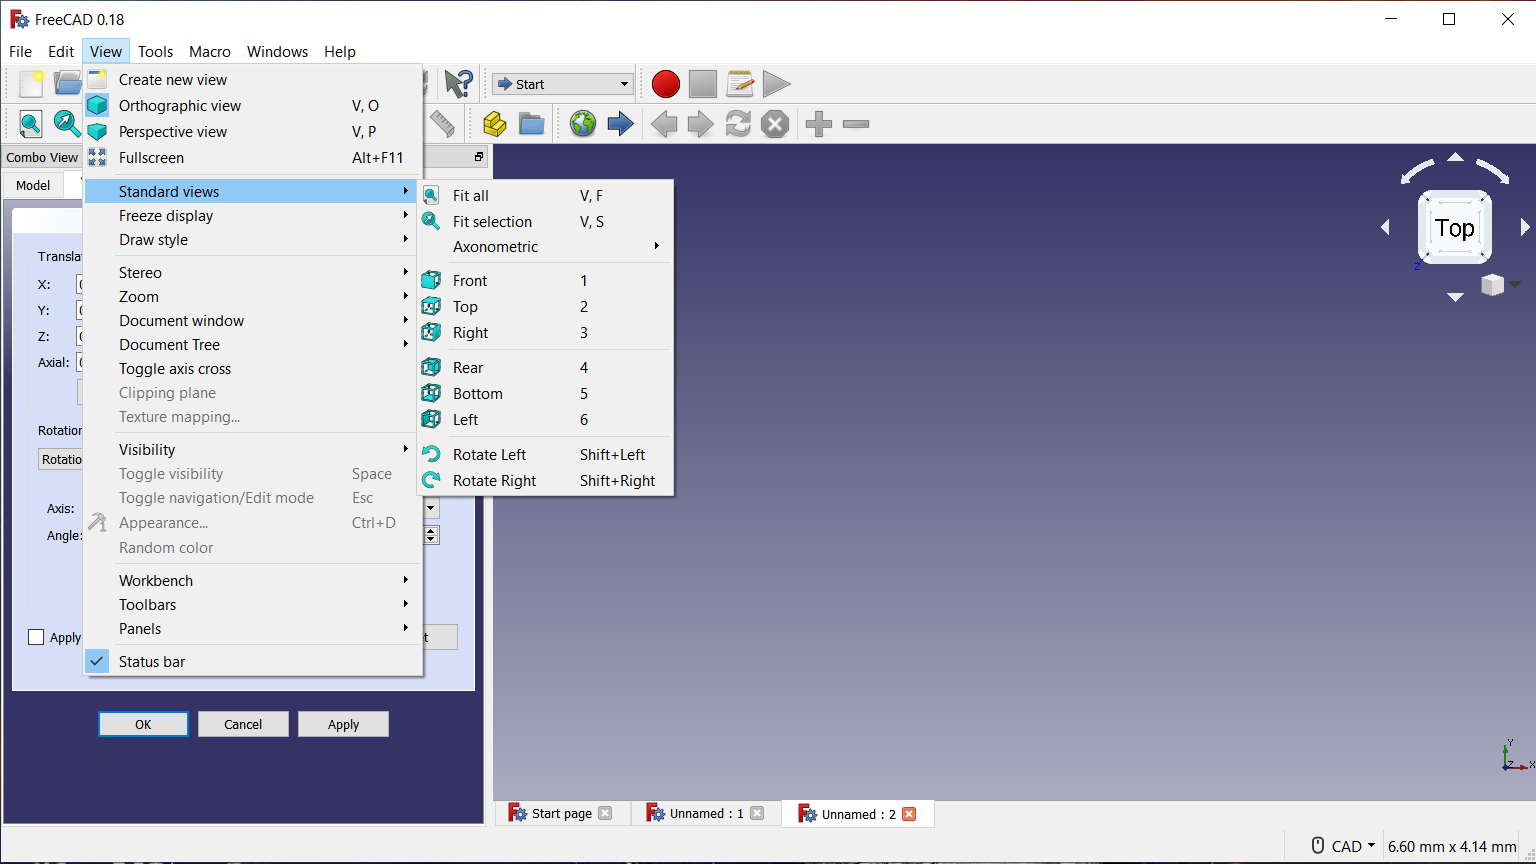 FreeCAD 0.18
File Edit View Tools Macro Windows Help
Start
Create new view
Orthographic view V, O
Perspective view V, P
Fullscreen Alt+F11
Standard views
Freeze display
Draw style
Stereo
Zoom
Document window
Document Tree
Toggle axis cross
Clipping plane
Texture mapping...
Visibility
Toggle visibility Space
Toggle navigation/Edit mode Esc
Appearance... Ctrl+D
Random color
Workbench
Toolbars
Panels
Status bar
Fit all V, F
Fit selection V, S
Axonometric
Front 1
Top 2
Right 3
Rear 4
Bottom 5
Left 6
Rotate Left Shift+Left
Rotate Right Shift+Right
Combo View
Model
X:
Y:
Z:
Axial:
Axis:
Angle:
Apply
OK Cancel Apply
Top
Z
Y
Z X
Start page Unnamed : 1 Unnamed : 2
CAD 6.60 mm x 4.14 mm